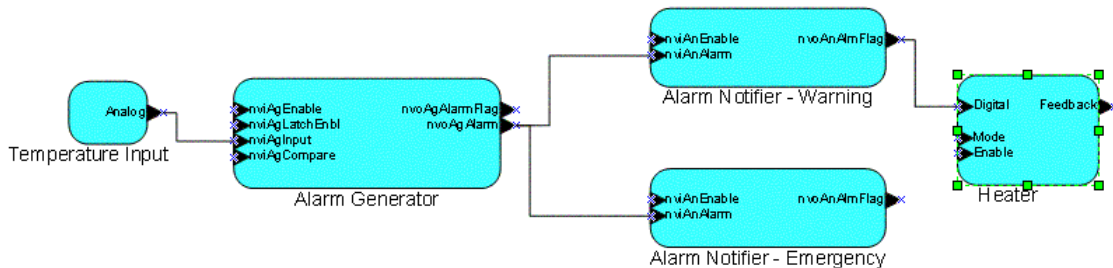 Analog
Temperature Input
nviAgEnable
nviAgLatchEnbl
nviAgInput
nviAgCompare
nvoAgAlarmFlag
nvoAgAlarm
Alarm Generator
nviAnEnable
nviAnAlarm
nvoAnAlmFlag
Alarm Notifier - Warning
nviAnEnable
nviAnAlarm
nvoAnAlmFlag
Alarm Notifier - Emergency
Digital
Mode
Enable
Feedback
Heater